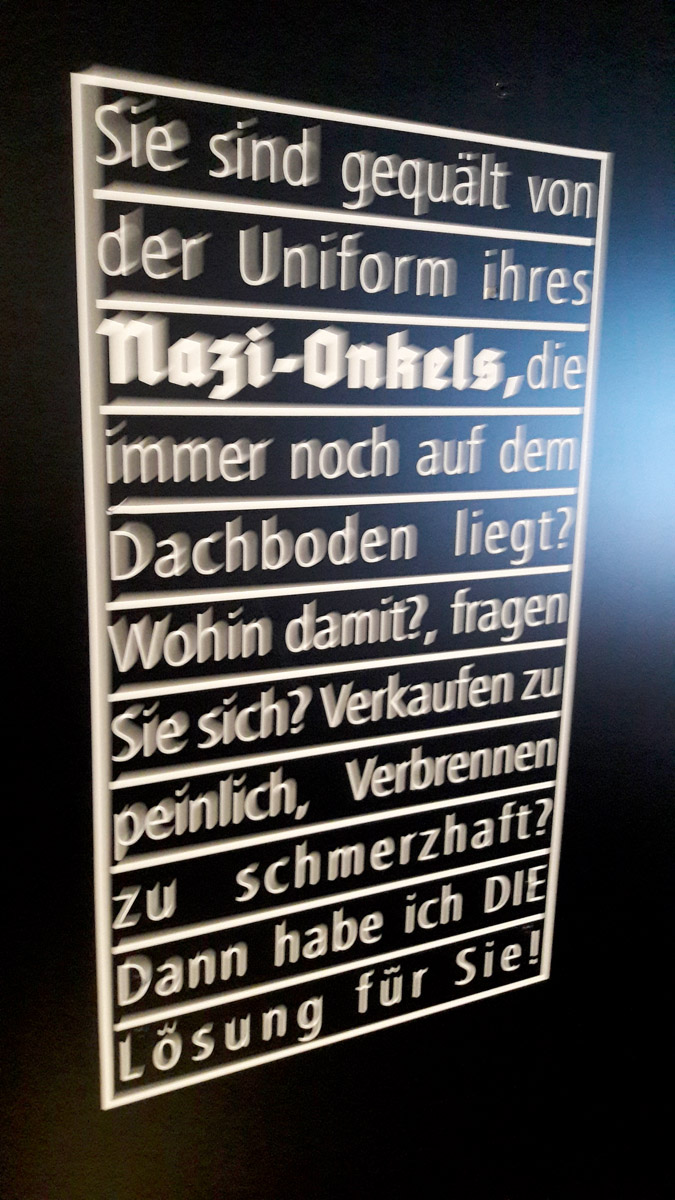 Sie sind gequält von
der Uniform ihres
Nazi-Onkels, die
immer noch auf dem
Dachboden liegt?
Wohin damit?, fragen
Sie sich? Verkaufen zu
peinlich, Verbrennen
zu schmerzhaft?
Dann habe ich DIE
Lösung für Sie!